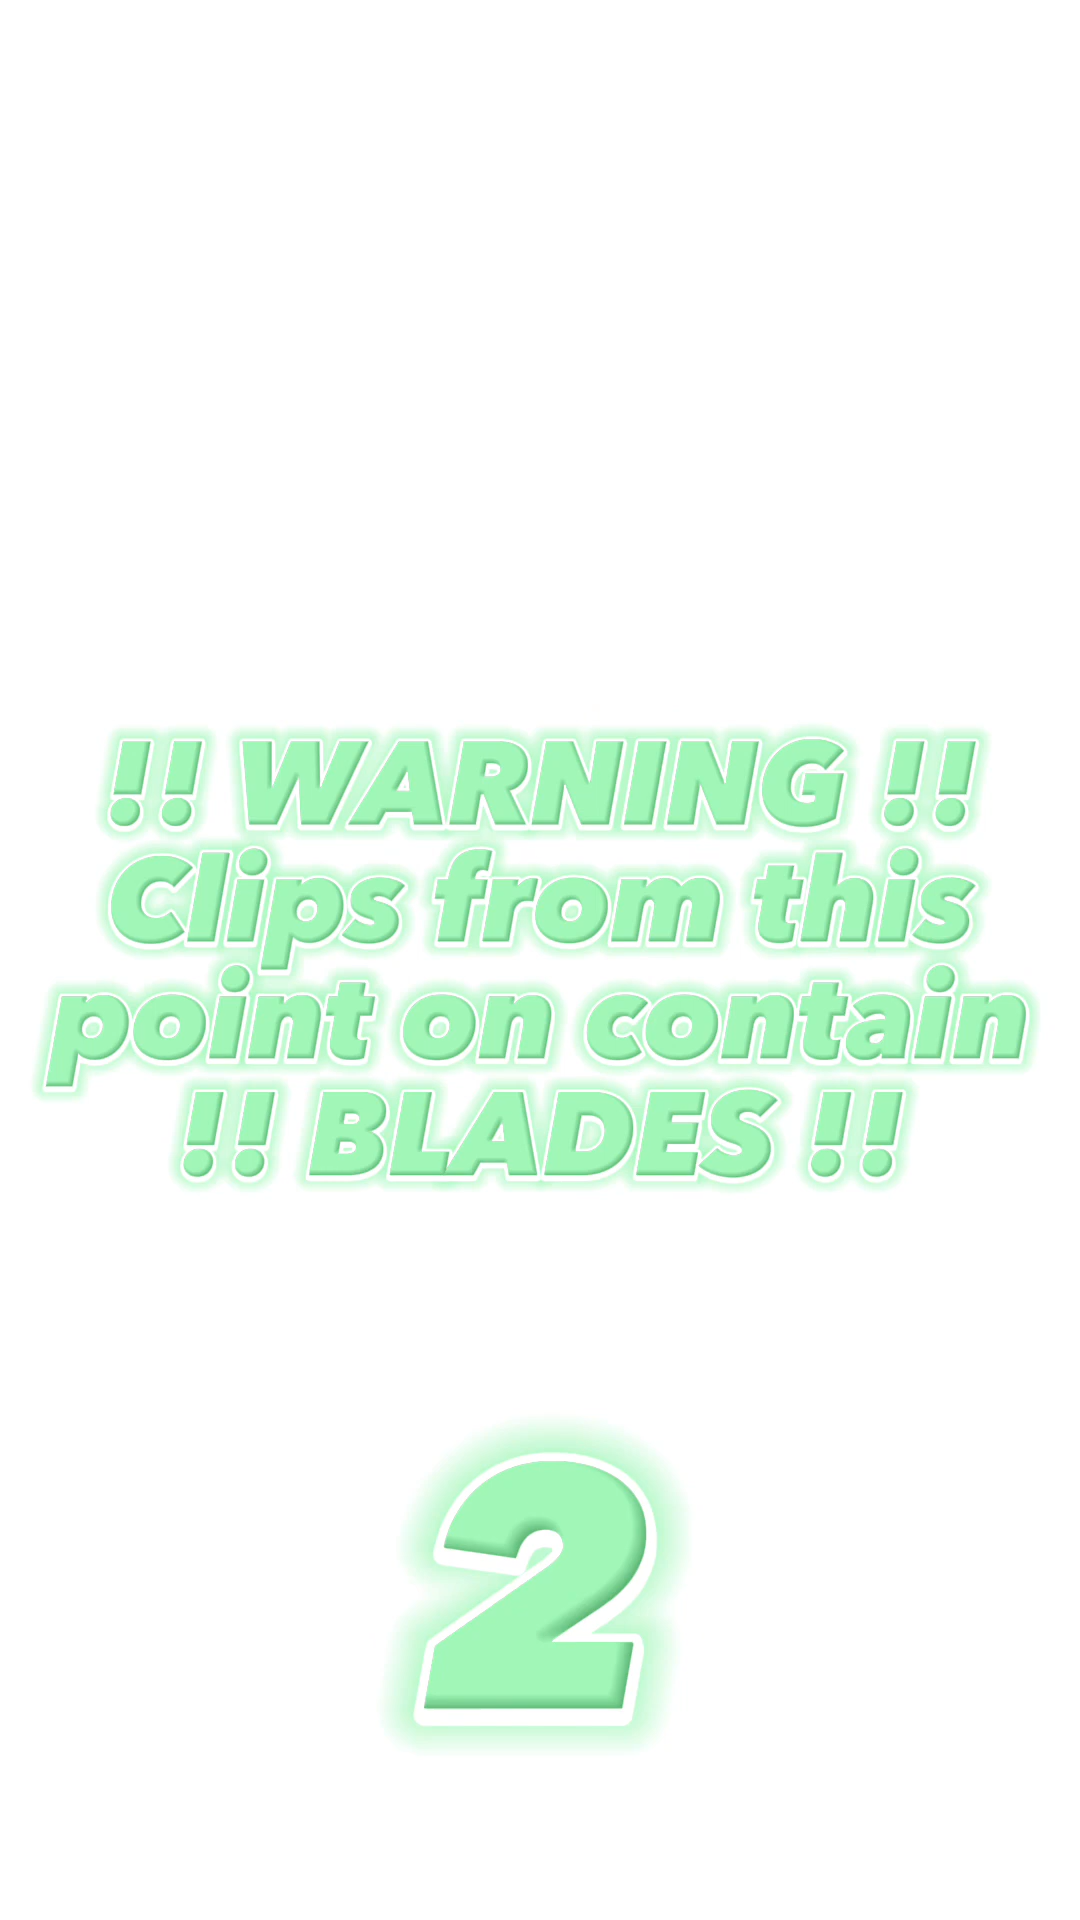 !! WARNING !!
Clips from this
point on contain
!! BLADES !!
2